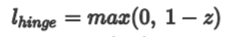 l_hinge = max(0, 1 − z)